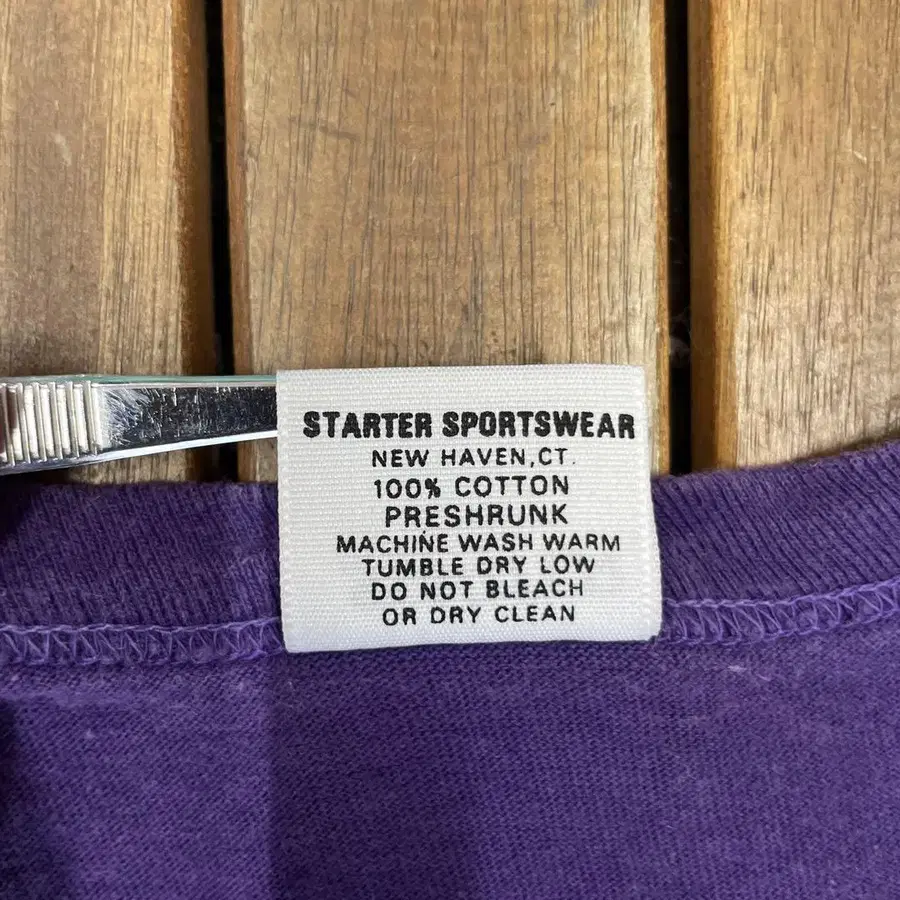 STARTER SPORTSWEAR
NEW HAVEN,CT.
100% COTTON
PRESHRUNK
MACHINE WASH WARM
TUMBLE DRY LOW
DO NOT BLEACH
OR DRY CLEAN